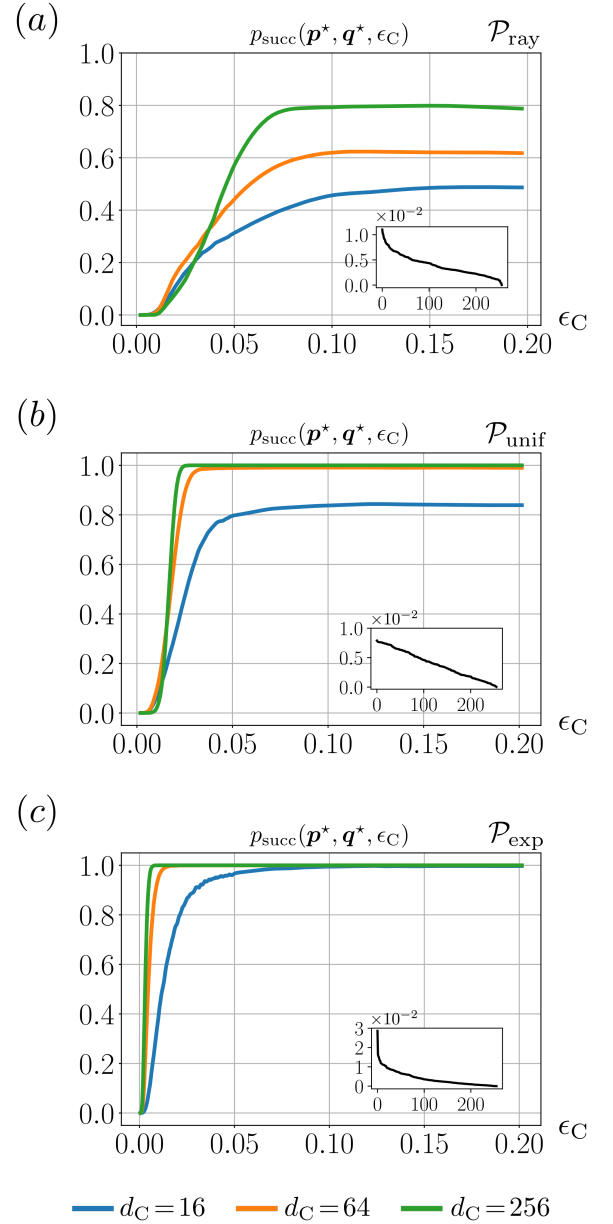 (a)
p_succ(p⋆, q⋆, ϵ_C) 𝒫_ray
1.0
0.8
0.6
0.4
0.2
0.0
×10⁻²
1.0
0.5
0.0
0 100 200
0.00 0.05 0.10 0.15 0.20 ϵ_C
(b)
p_succ(p⋆, q⋆, ϵ_C) 𝒫_unif
1.0
0.8
0.6
0.4
0.2
0.0
×10⁻²
1.0
0.5
0.0
0 100 200
0.00 0.05 0.10 0.15 0.20 ϵ_C
(c)
p_succ(p⋆, q⋆, ϵ_C) 𝒫_exp
1.0
0.8
0.6
0.4
0.2
0.0
×10⁻²
3
2
1
0
0 100 200
0.00 0.05 0.10 0.15 0.20 ϵ_C
d_C = 16 d_C = 64 d_C = 256